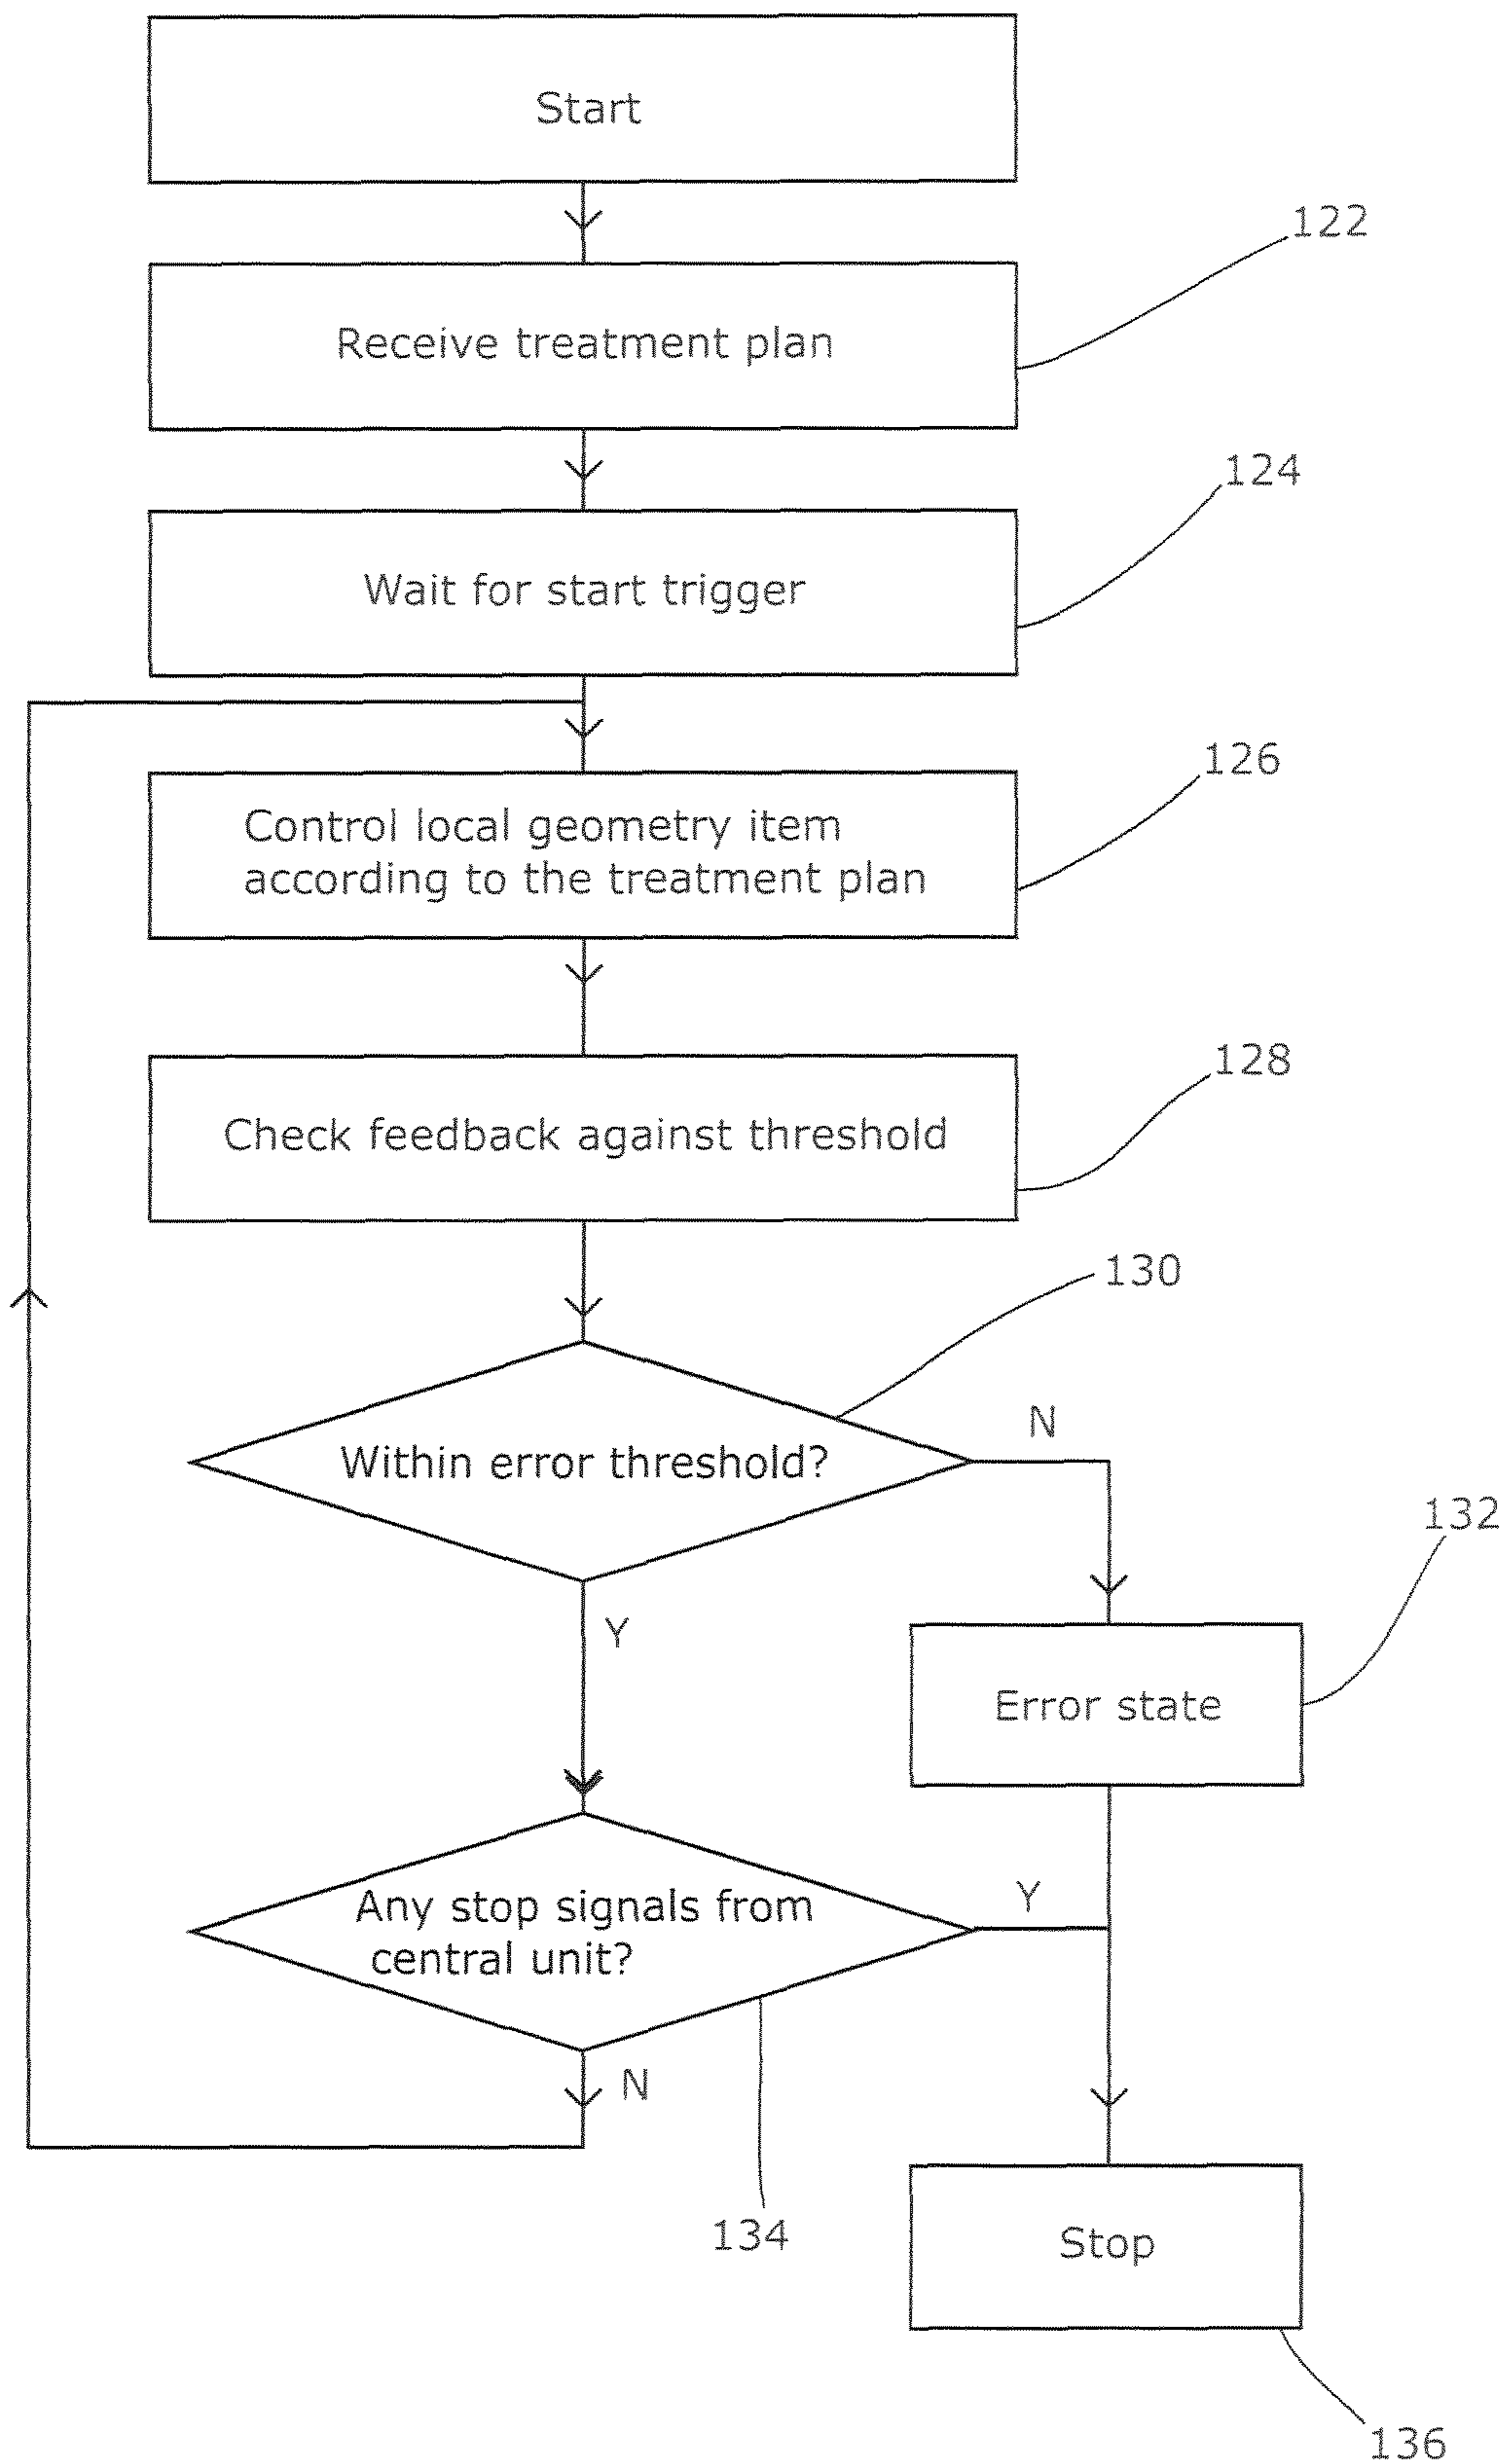 Start
122
Receive treatment plan
124
Wait for start trigger
126
Control local geometry item
according to the treatment plan
128
Check feedback against threshold
130
Within error threshold?
N
132
Y
Error state
Any stop signals from
central unit?
Y
N
134
Stop
136